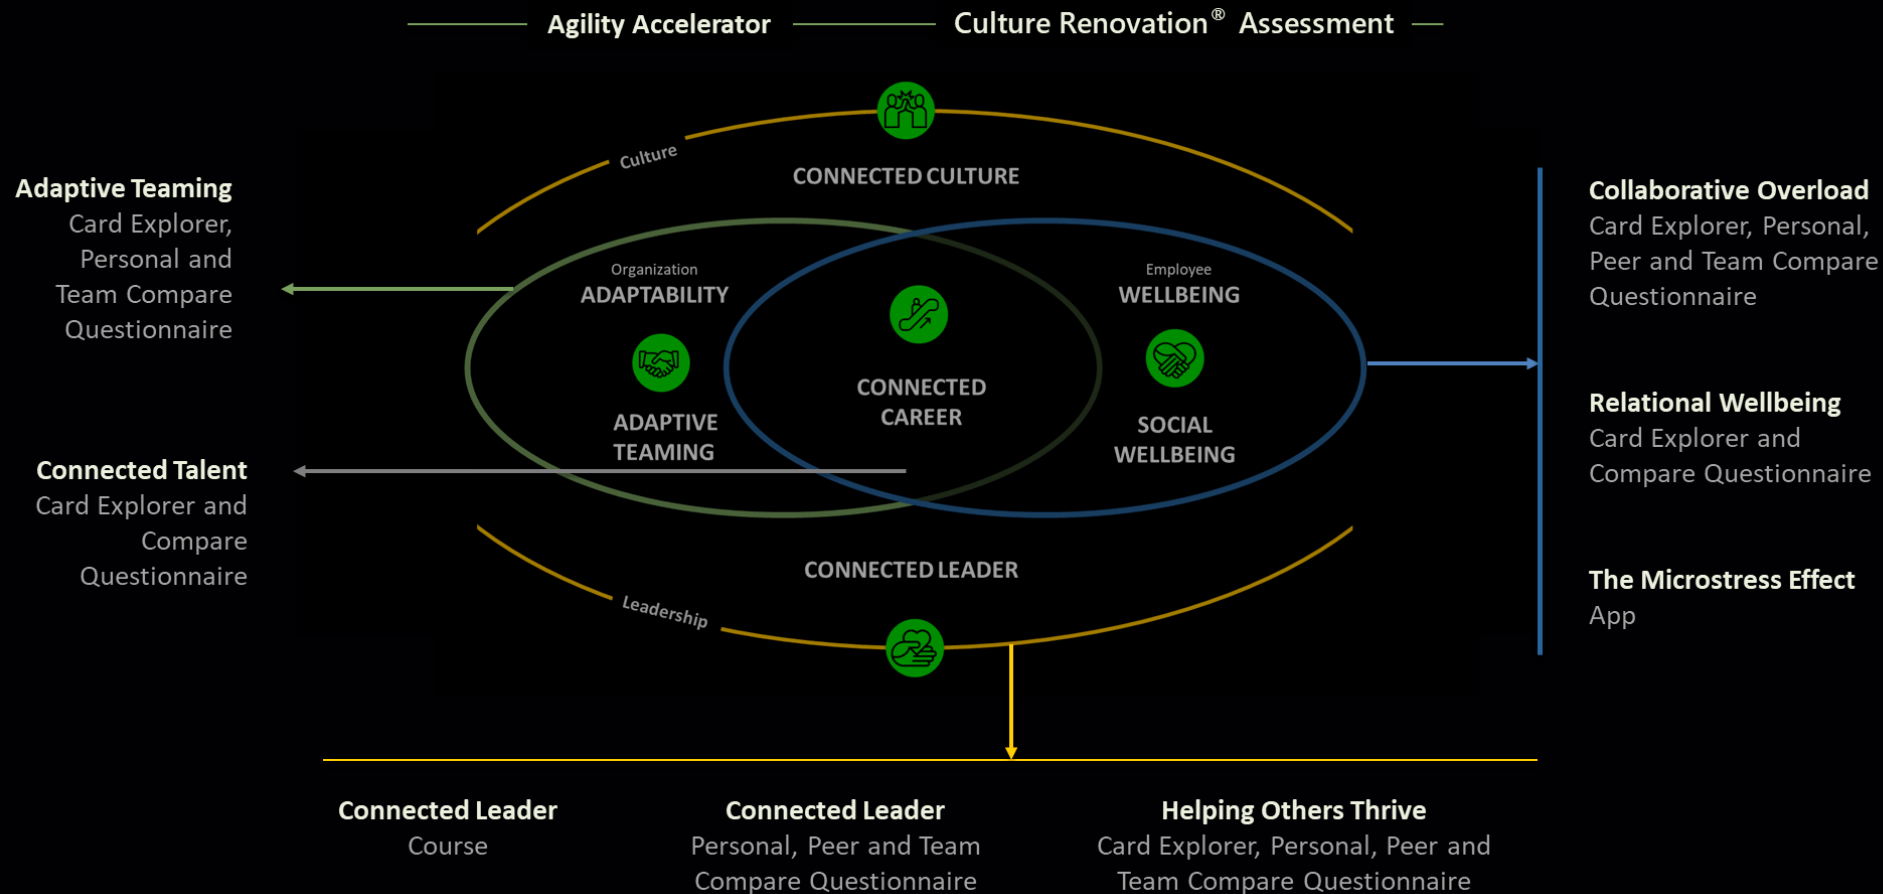 Agility Accelerator
Culture Renovation® Assessment
Culture
CONNECTED CULTURE
Adaptive Teaming
Card Explorer,
Personal and
Team Compare
Questionnaire
Connected Talent
Card Explorer and
Compare
Questionnaire
Organization
ADAPTABILITY
ADAPTIVE
TEAMING
CONNECTED
CAREER
Employee
WELLBEING
SOCIAL
WELLBEING
Collaborative Overload
Card Explorer, Personal,
Peer and Team Compare
Questionnaire
Relational Wellbeing
Card Explorer and
Compare Questionnaire
The Microstress Effect
App
CONNECTED LEADER
Leadership
Connected Leader
Course
Connected Leader
Personal, Peer and Team
Compare Questionnaire
Helping Others Thrive
Card Explorer, Personal, Peer and
Team Compare Questionnaire